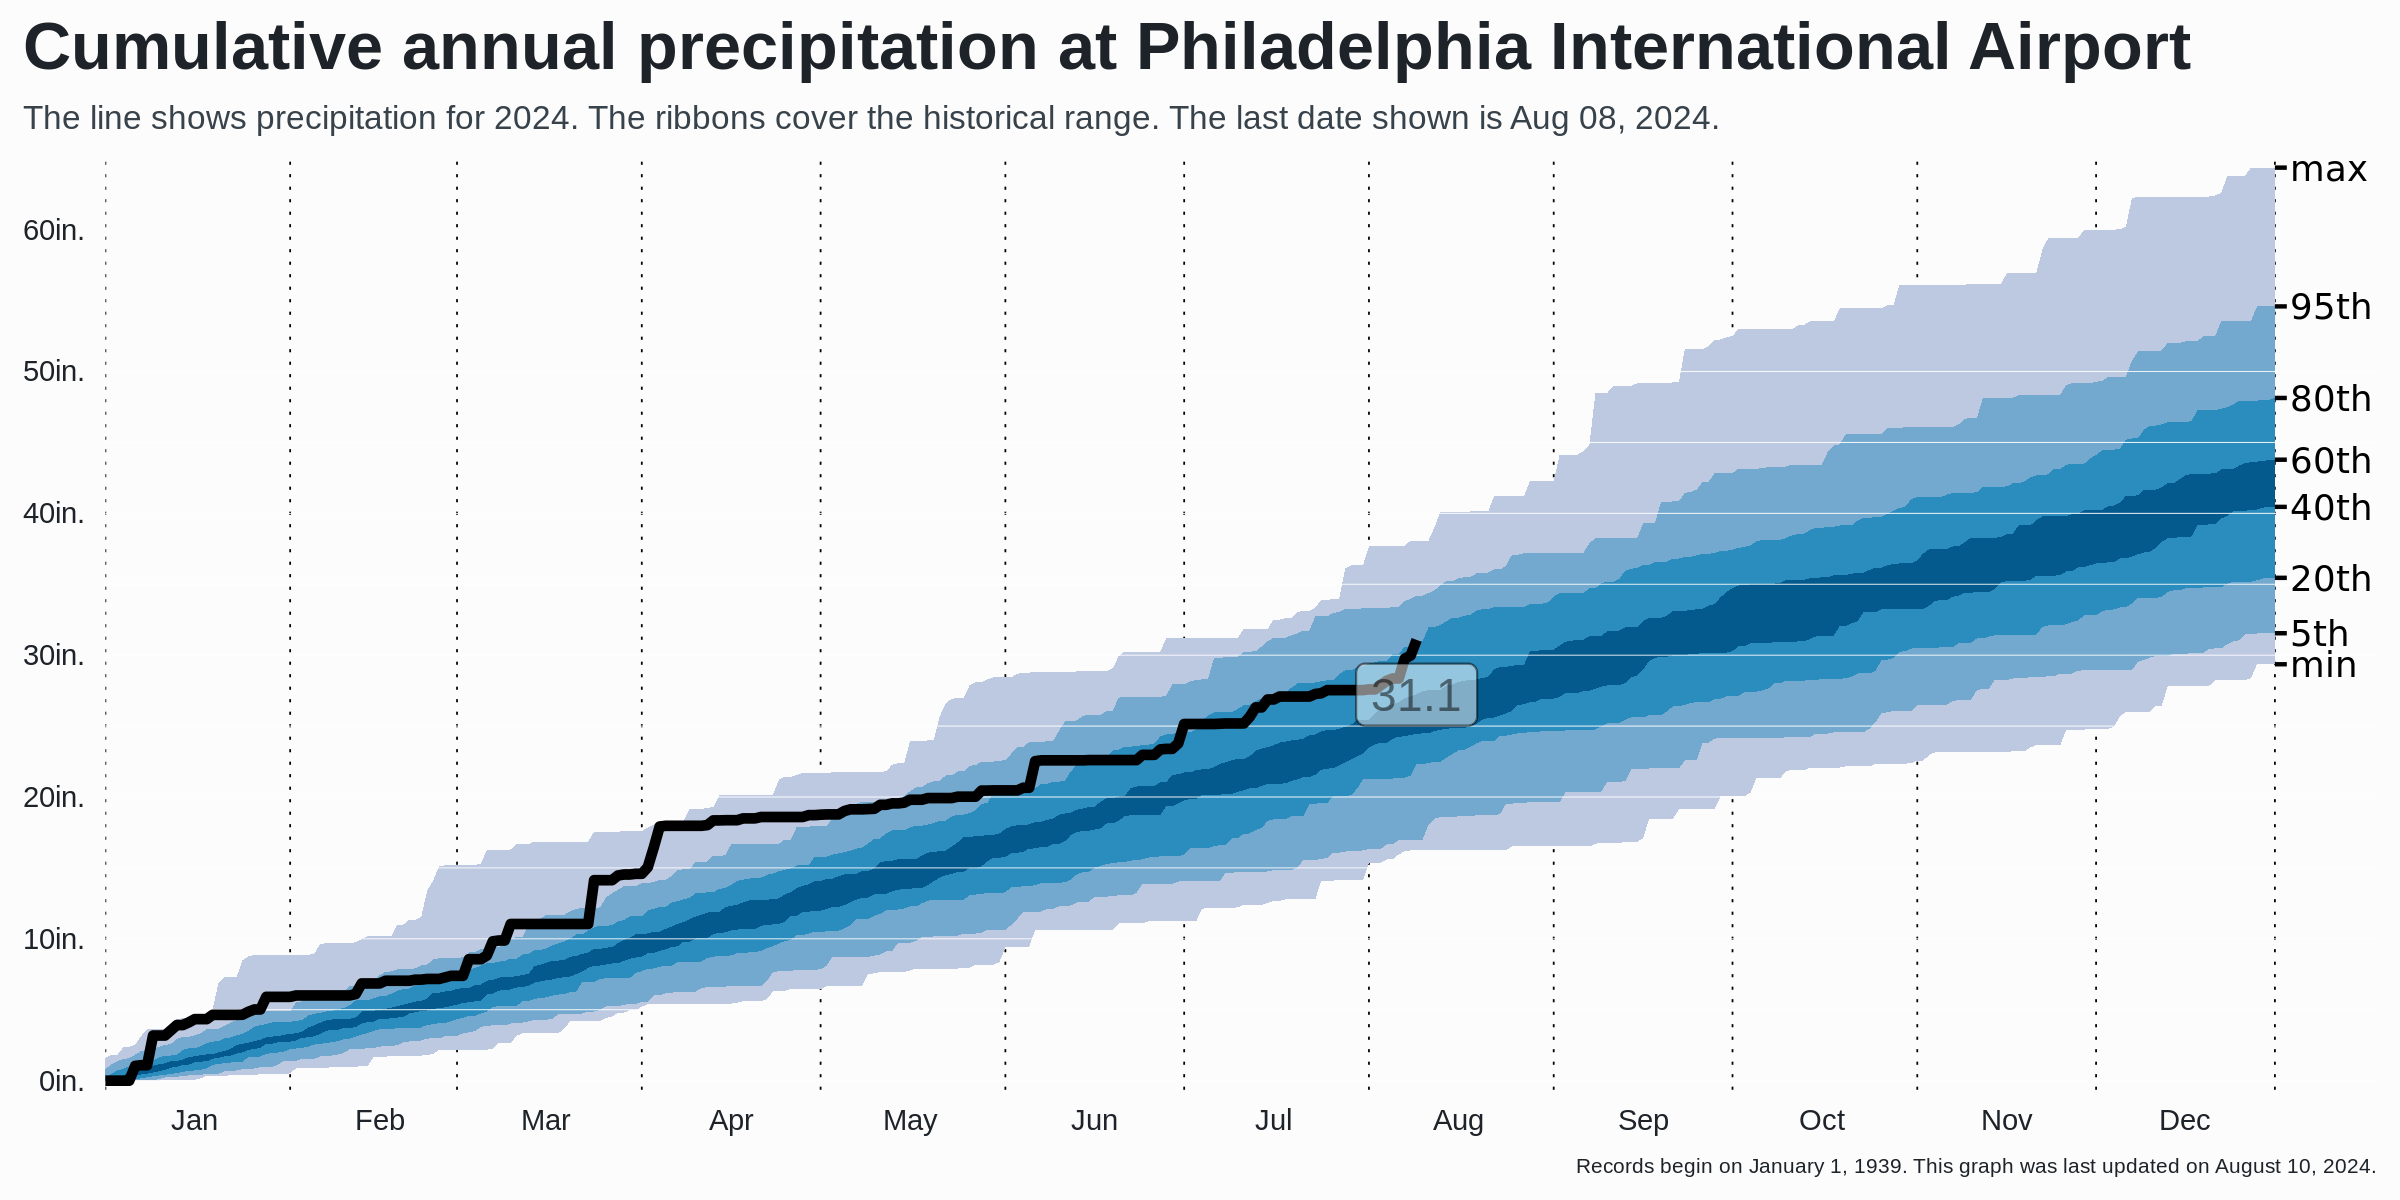 Cumulative annual precipitation at Philadelphia International Airport
The line shows precipitation for 2024. The ribbons cover the historical range. The last date shown is Aug 08, 2024.
max
60in.
95th
50in.
80th
60th
40in.
40th
20th
5th
30in.
min
31.1
20in.
10in.
0in.
Jan Feb Mar Apr May Jun Jul Aug Sep Oct Nov Dec
Records begin on January 1, 1939. This graph was last updated on August 10, 2024.